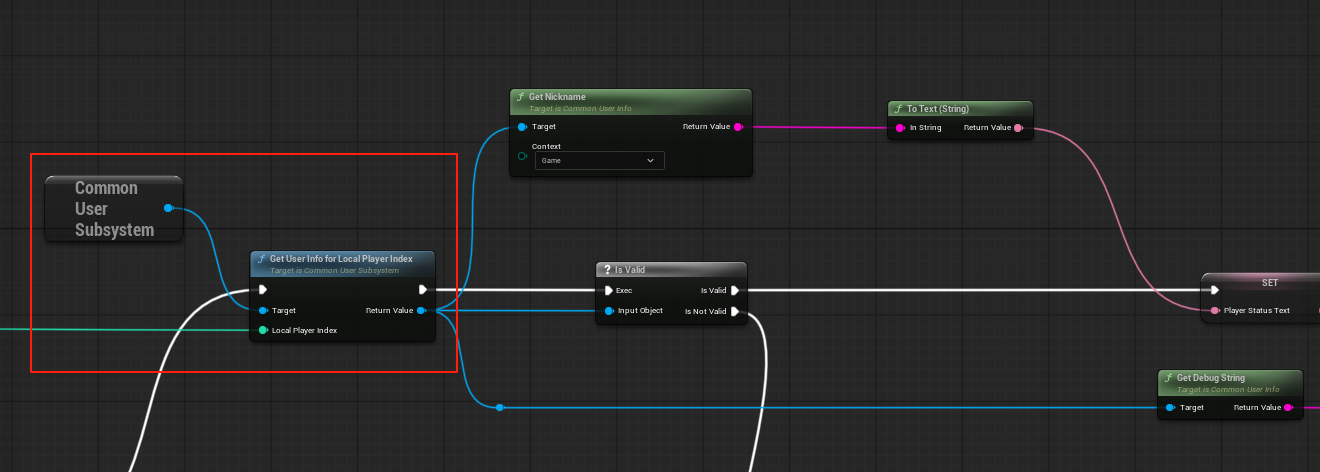 Get Nickname
Target is Common User Info
Target
Return Value
Context
Game
To Text (String)
In String
Return Value
Common
User
Subsystem
Get User Info for Local Player Index
Target is Common User Subsystem
Target
Return Value
Local Player Index
? Is Valid
Exec
Is Valid
Input Object
Is Not Valid
SET
Player Status Text
Get Debug String
Target is Common User Info
Target
Return Value